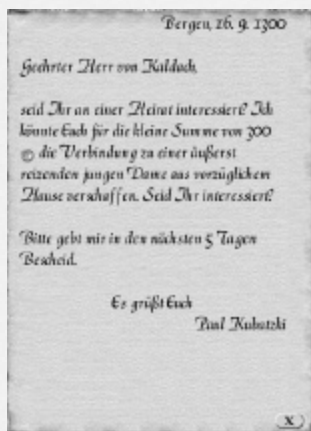 Bergen, 16. 9. 1300
Geehrter Herr von Kaldach,
seid Ihr an einer Heirat interessiert? Ich
könnte Euch für die kleine Summe von 300
© die Verbindung zu einer äußerst
reizenden jungen Dame aus vorzüglichem
Hause verschaffen. Seid Ihr interessiert?
Bitte gebt mir in den nächsten 5 Tagen
Bescheid.
Es grüßt Euch
Paul Kubatzki
X